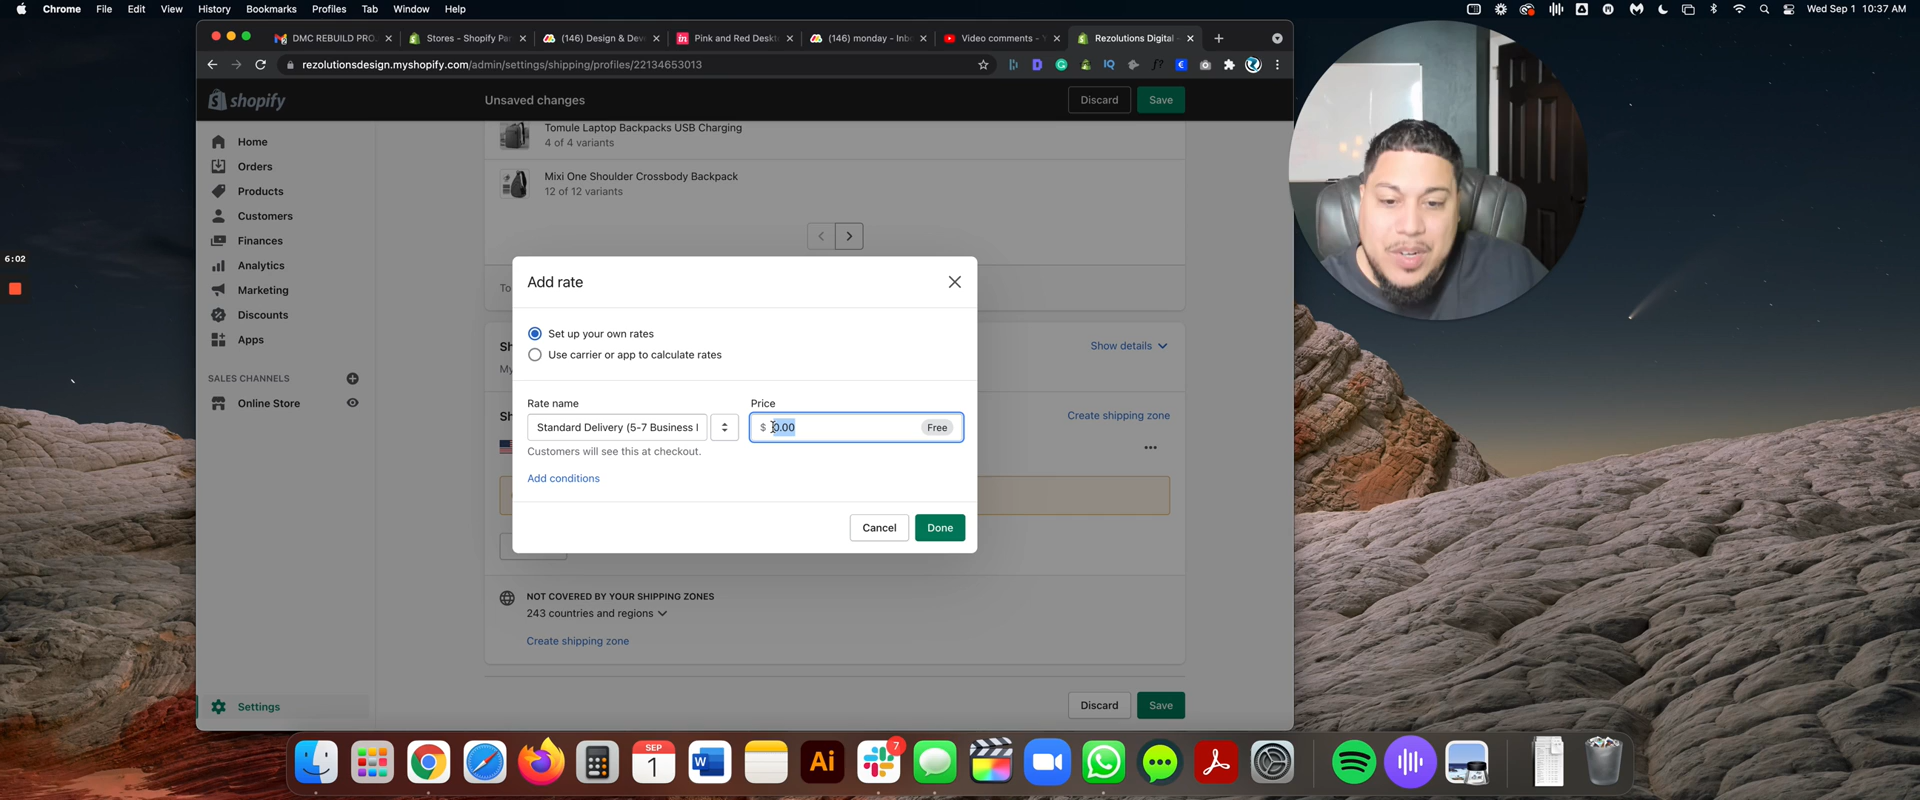 Chrome File Edit View History Bookmarks Profiles Tab Window Help
Wed Sep 1 10:37 AM
DMC REBUILD PRO
Stores - Shopify Par
(146) Design & Dev
Pink and Red Deskt
(146) monday - Inb
Video comments - Y
Rezolutions Digital
rezolutionsdesign.myshopify.com/admin/settings/shipping/profiles/22134653013
IQ
f?
shopify
Unsaved changes
Discard
Save
Home
Orders
Products
Customers
Finances
Analytics
Marketing
Discounts
Apps
SALES CHANNELS
Online Store
Settings
6:02
Tomule Laptop Backpacks USB Charging
4 of 4 variants
Mixi One Shoulder Crossbody Backpack
12 of 12 variants
To
Sh
My
Show details
Sh
Create shipping zone
Add rate
Set up your own rates
Use carrier or app to calculate rates
Rate name
Price
Standard Delivery (5-7 Business
$ 0.00
Free
Customers will see this at checkout.
Add conditions
Cancel
Done
NOT COVERED BY YOUR SHIPPING ZONES
243 countries and regions
Create shipping zone
Discard
Save
SEP
1
W
Ai
7